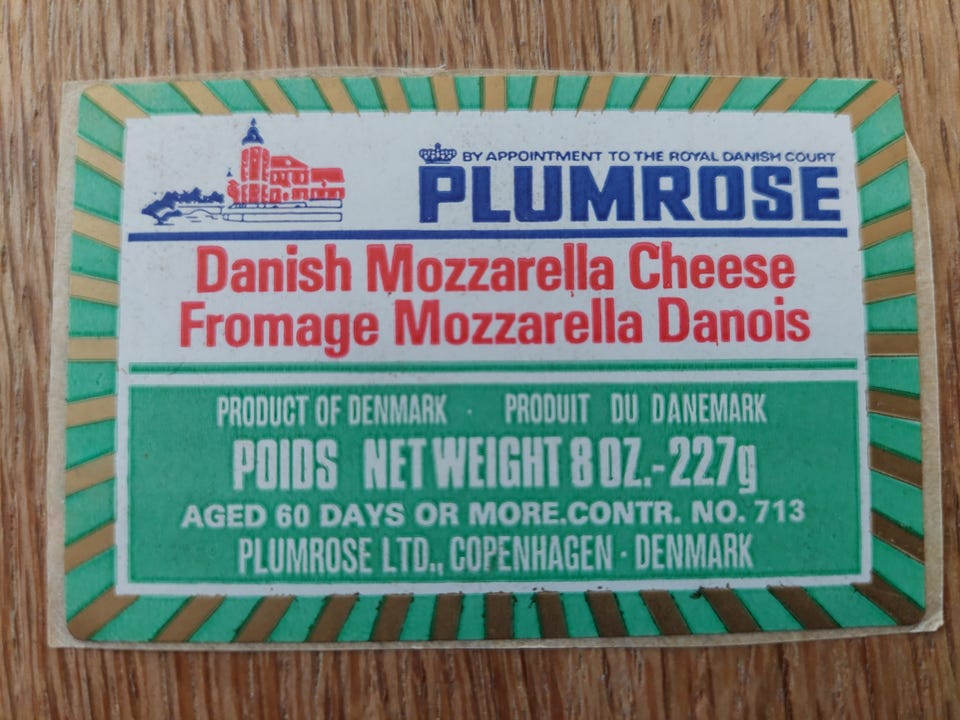 BY APPOINTMENT TO THE ROYAL DANISH COURT
PLUMROSE
Danish Mozzarella Cheese
Fromage Mozzarella Danois
PRODUCT OF DENMARK · PRODUIT DU DANEMARK
POIDS NET WEIGHT 8 OZ.-227g
AGED 60 DAYS OR MORE.CONTR. NO. 713
PLUMROSE LTD., COPENHAGEN · DENMARK